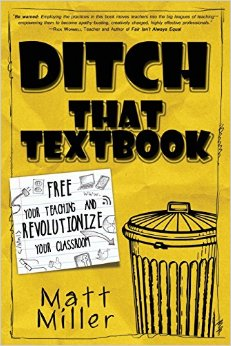 "Be warned: Employing the practices in this book moves teachers into the big leagues of teaching—
empowering them to become apathy-busting, creatively charged, highly effective professionals."
—RICK WORMELI, Teacher and Author of Fair Isn't Always Equal
DITCH
THAT
TEXTBOOK
FREE
YOUR TEACHING AND
REVOLUTIONIZE
YOUR CLASSROOM
Matt
Miller